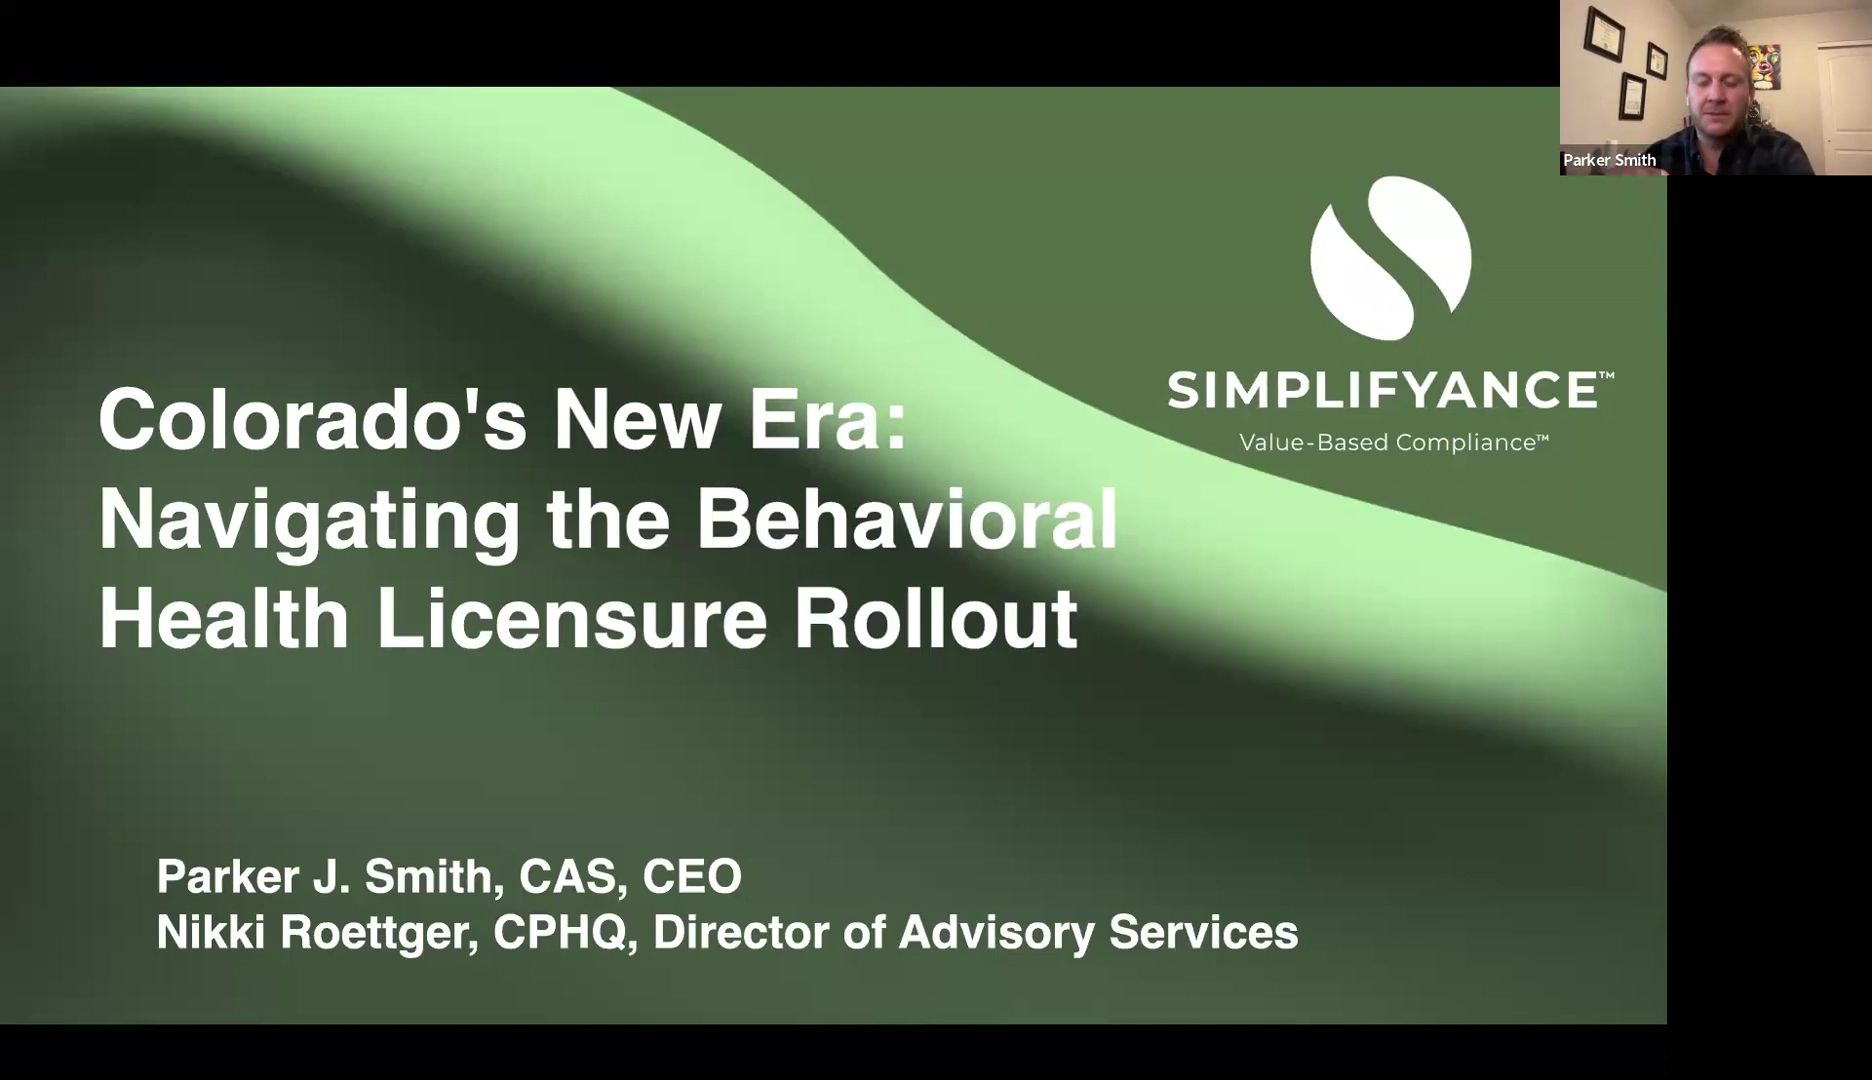 Parker Smith
SIMPLIFYANCE™
Value-Based Compliance™
Colorado's New Era:
Navigating the Behavioral
Health Licensure Rollout
Parker J. Smith, CAS, CEO
Nikki Roettger, CPHQ, Director of Advisory Services